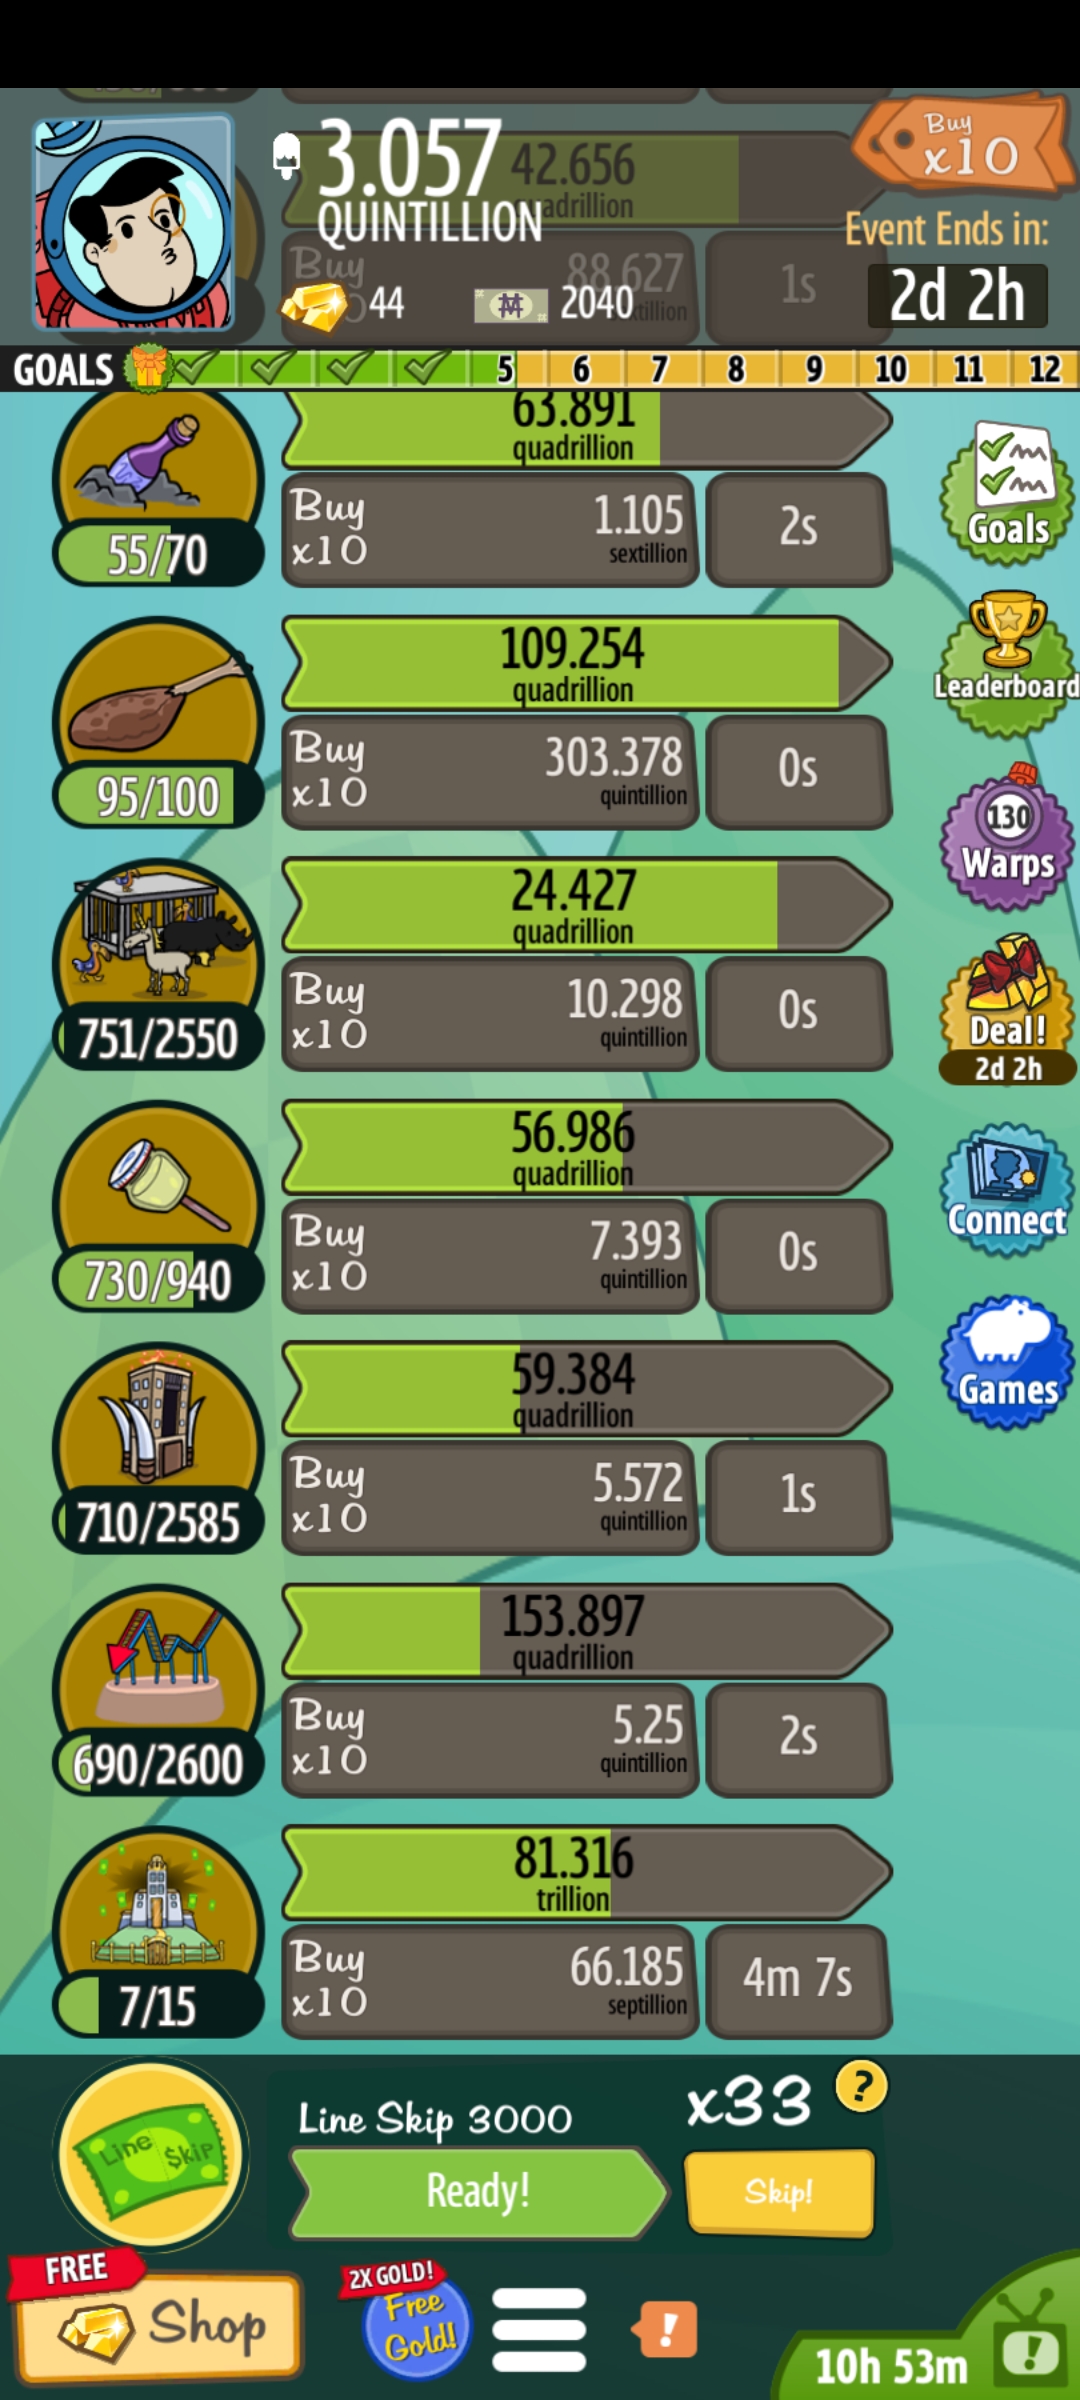 3.057
QUINTILLION
42.656
quadrillion
Buy
x10
Event Ends in:
2d 2h
Buy
88.627
1s
44
2040
GOALS
5
6
7
8
9
10
11
12
63.891
quadrillion
55/70
Buy
x10
1.105
sextillion
2s
Goals
109.254
quadrillion
95/100
Buy
x10
303.378
quintillion
0s
Leaderboard
24.427
quadrillion
751/2550
Buy
x10
10.298
quintillion
0s
130
Warps
Deal!
2d 2h
56.986
quadrillion
730/940
Buy
x10
7.393
quintillion
0s
Connect
59.384
quadrillion
710/2585
Buy
x10
5.572
quintillion
1s
Games
153.897
quadrillion
690/2600
Buy
x10
5.25
quintillion
2s
81.316
trillion
7/15
Buy
x10
66.185
septillion
4m 7s
Line Skip
Line Skip 3000
x33
?
Ready!
Skip!
FREE
Shop
2X GOLD!
Free
Gold!
!
10h 53m
!